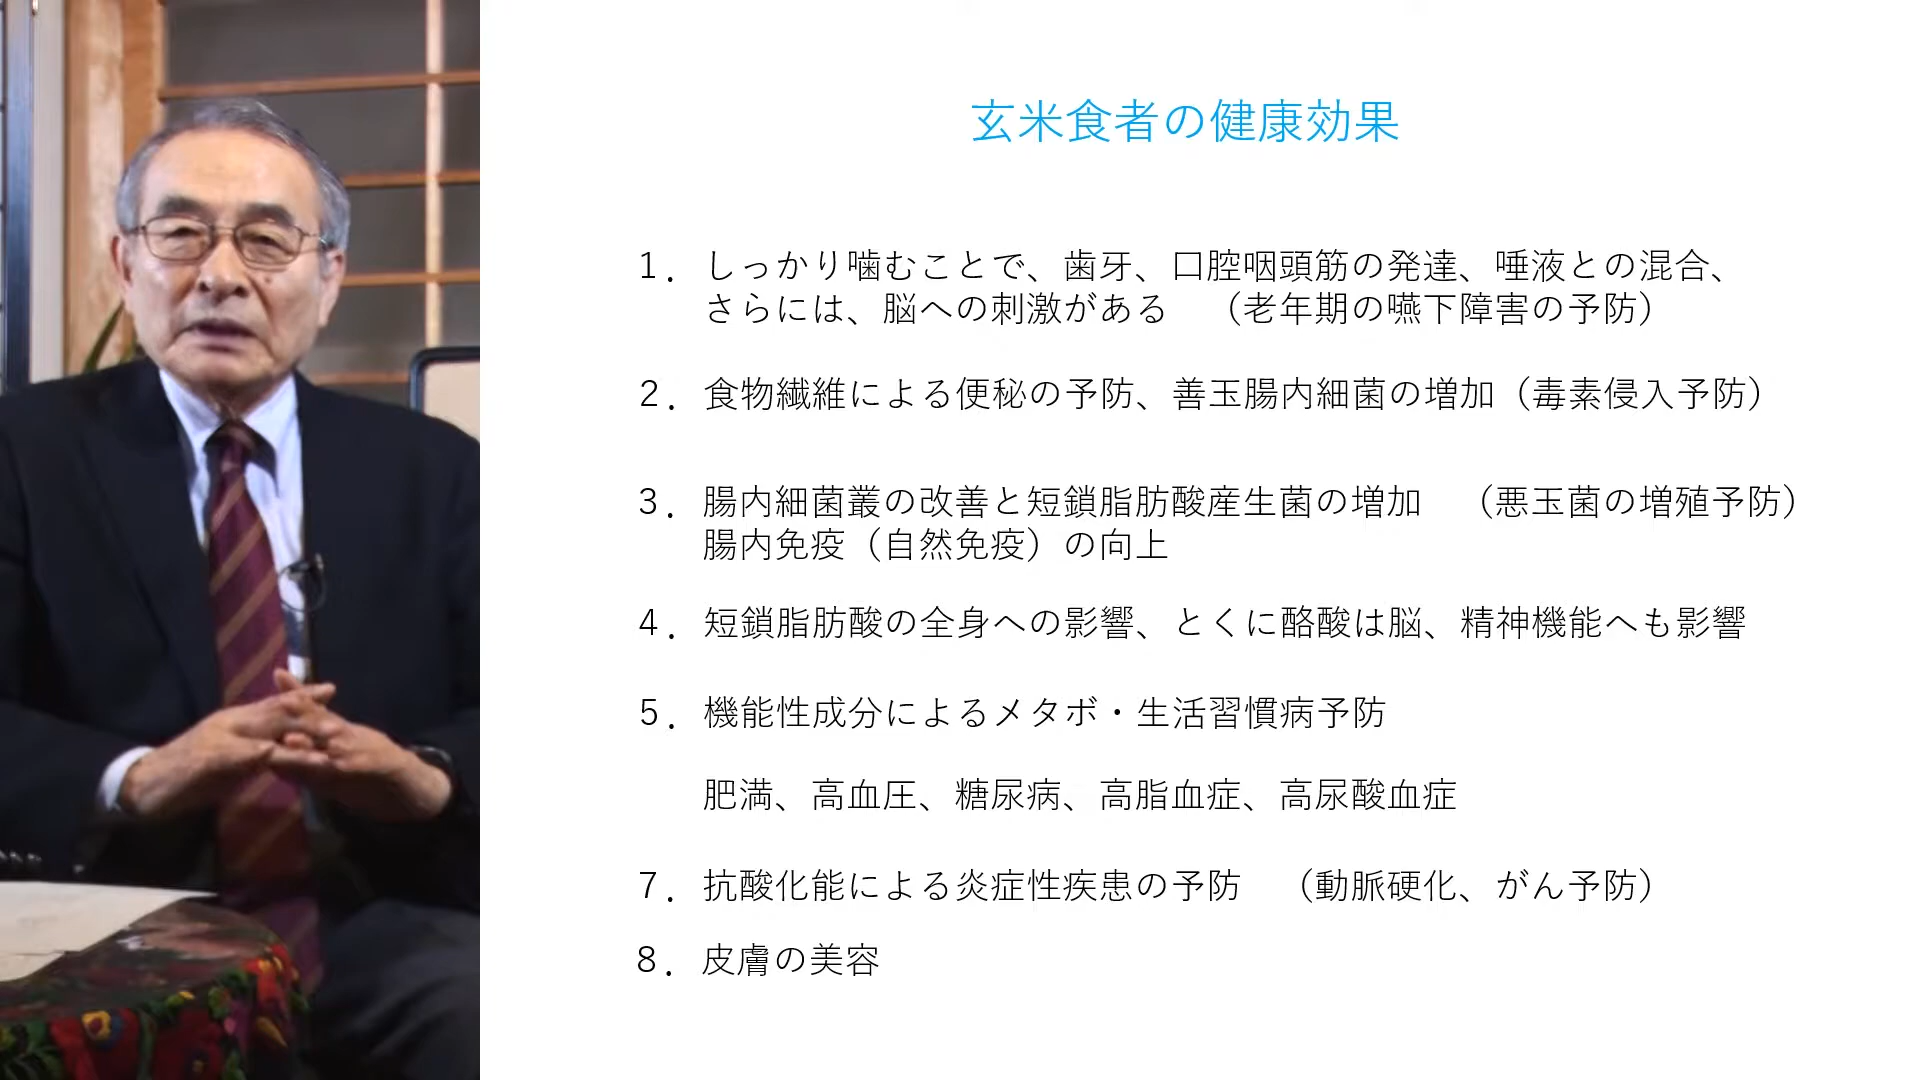 玄米食者の健康効果
１．しっかり噛むことで、歯牙、口腔咽頭筋の発達、唾液との混合、
さらには、脳への刺激がある　（老年期の嚥下障害の予防）
２．食物繊維による便秘の予防、善玉腸内細菌の増加（毒素侵入予防）
３．腸内細菌叢の改善と短鎖脂肪酸産生菌の増加　（悪玉菌の増殖予防）
腸内免疫（自然免疫）の向上
４．短鎖脂肪酸の全身への影響、とくに酪酸は脳、精神機能へも影響
５．機能性成分によるメタボ・生活習慣病予防
肥満、高血圧、糖尿病、高脂血症、高尿酸血症
７．抗酸化能による炎症性疾患の予防　（動脈硬化、がん予防）
８．皮膚の美容